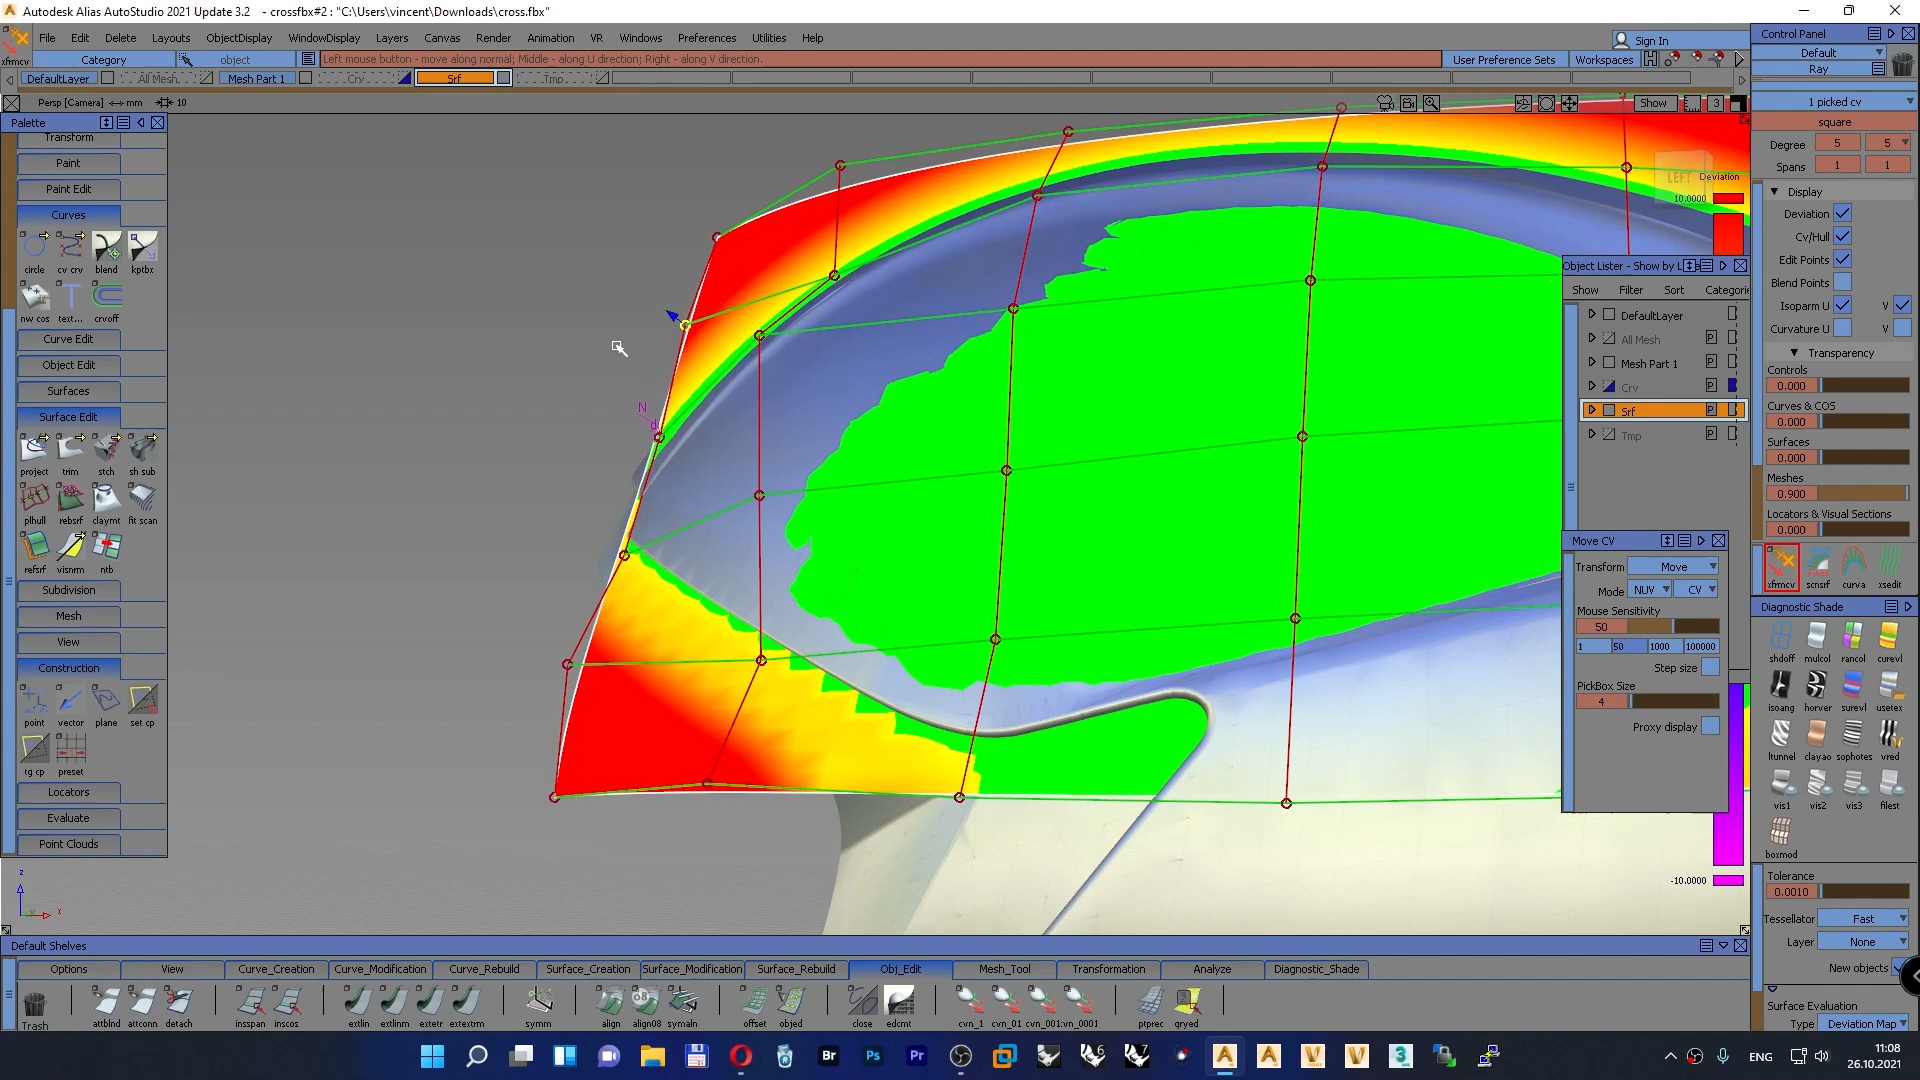 Autodesk Alias AutoStudio 2021 Update 3.2    - crossfbx#2 : "C:\Users\vincent\Downloads\cross.fbx"
xfrmcv
File Edit Delete Layouts ObjectDisplay WindowDisplay Layers Canvas Render Animation VR Windows Preferences Utilities Help
Sign In
Category object
Left mouse button - move along normal; Middle - along U direction; Right - along V direction.
User Preference Sets Workspaces
DefaultLayer All Mesh Mesh Part 1 Crv Srf Tmp
Persp [Camera] <-> mm 10
Show 3
Palette
Transform
Paint
Paint Edit
Curves
circle cv crv blend kptbx
nw cos text... crvoff
Curve Edit
Object Edit
Surfaces
Surface Edit
project trim stch sh sub
plhull rebsrf claymt fit scan
refsrf visnrm ntb
Subdivision
Mesh
View
Construction
point vector plane set cp
tg cp preset
Locators
Evaluate
Point Clouds
z
x
N
d
LEFT
Deviation
10.0000
-10.0000
Object Lister - Show by L
Show Filter Sort Categorie
DefaultLayer
All Mesh P
Mesh Part 1 P
Crv P
Srf P
Tmp P
Move CV
Transform Move
Mode NUV CV
Mouse Sensitivity
50
1 50 1000 100000
Step size
PickBox Size
4
Proxy display
Control Panel
Default
Ray
1 picked cv
square
Degree 5 5
Spans 1 1
Display
Deviation
Cv/Hull
Edit Points
Blend Points
Isoparm U V
Curvature U V
Transparency
Controls
0.000
Curves & COS
0.000
Surfaces
0.000
Meshes
0.900
Locators & Visual Sections
0.000
xfrmcv scnsrf curva xsedit
Diagnostic Shade
shdoff mulcol rancol curevl
isoang horver surevl usetex
ltunnel clayao sophotes vred
vis1 vis2 vis3 filest
boxmod
Tolerance
0.0010
Tessellator Fast
Layer None
New objects
Surface Evaluation
Type Deviation Map
Default Shelves
Options View Curve_Creation Curve_Modification Curve_Rebuild Surface_Creation Surface_Modification Surface_Rebuild Obj_Edit Mesh_Tool Transformation Analyze Diagnostic_Shade
Trash attblnd attconn detach insspan inscos extlin extlinm extetr extextrm symm align align08 symaln offset objed close edcmt cvn_1 cvn_01 cvn_001 vn_0001 ptprec qryed
Br Ps Pr 6 7 3
ENG
11:08
26.10.2021